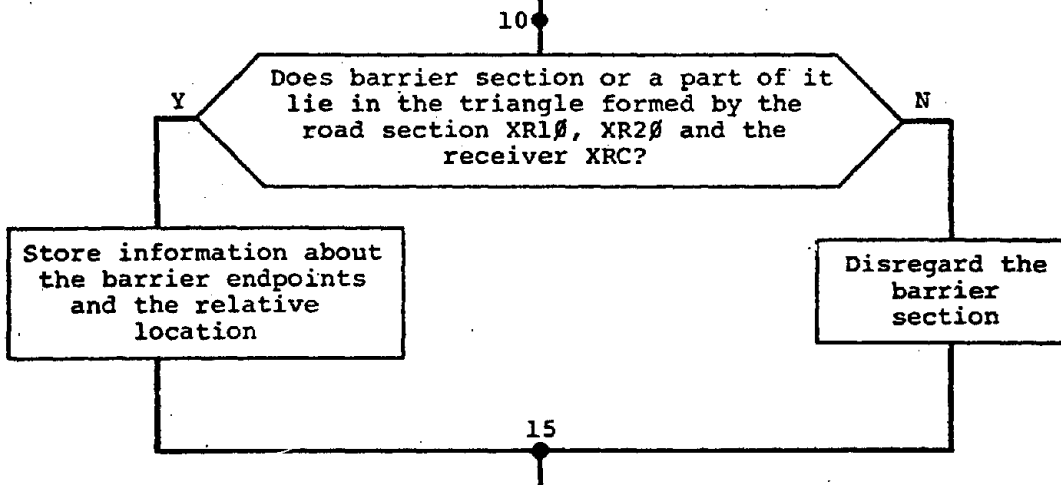 10
Does barrier section or a part of it
lie in the triangle formed by the
road section XR1Ø, XR2Ø and the
receiver XRC?
Y
N
Store information about
the barrier endpoints
and the relative
location
Disregard the
barrier
section
15